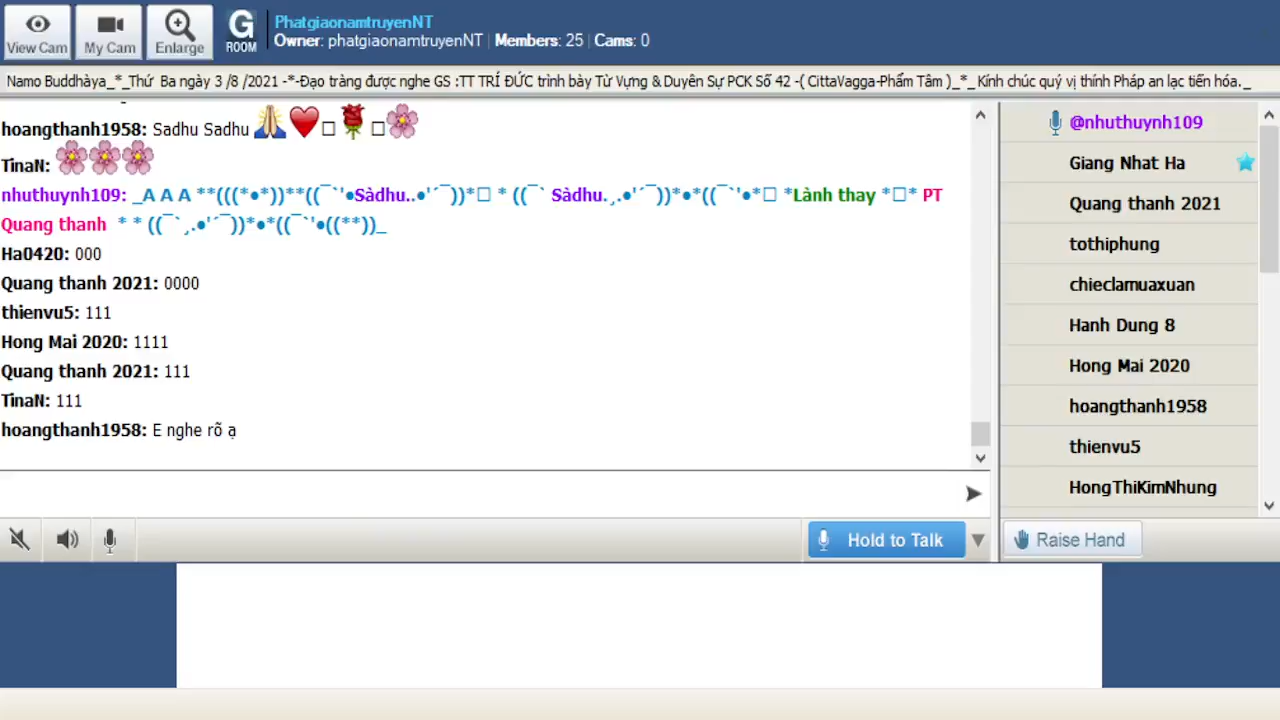 View Cam
My Cam
Enlarge
G
ROOM
PhatgiaonamtruyenNT
Owner: phatgiaonamtruyenNT | Members: 25 | Cams: 0
Namo Buddhàya_*_Thứ Ba ngày 3 /8 /2021 -*-Đạo tràng được nghe GS :TT TRÍ ĐỨC trình bày Từ Vựng & Duyên Sự PCK Số 42 -( CittaVagga-Phẩm Tâm )_*_Kính chúc quý vị thính Pháp an lạc tiến hóa._
hoangthanh1958: Sadhu Sadhu 🙏❤️□🌹□🌸
TinaN: 🌸🌸🌸
nhuthuynh109: _A A A **(((*•*))**((¯`'•Sàdhu..•'´¯))*□ * ((¯` Sàdhu.¸.•'´¯))*•*((¯`'•*□ *Lành thay *□* PT
Quang thanh * * ((¯`¸.•'´¯))*•*((¯`'•((**))_
Ha0420: 000
Quang thanh 2021: 0000
thienvu5: 111
Hong Mai 2020: 1111
Quang thanh 2021: 111
TinaN: 111
hoangthanh1958: E nghe rõ ạ
@nhuthuynh109
Giang Nhat Ha
Quang thanh 2021
tothiphung
chieclamuaxuan
Hanh Dung 8
Hong Mai 2020
hoangthanh1958
thienvu5
HongThiKimNhung
Hold to Talk
Raise Hand